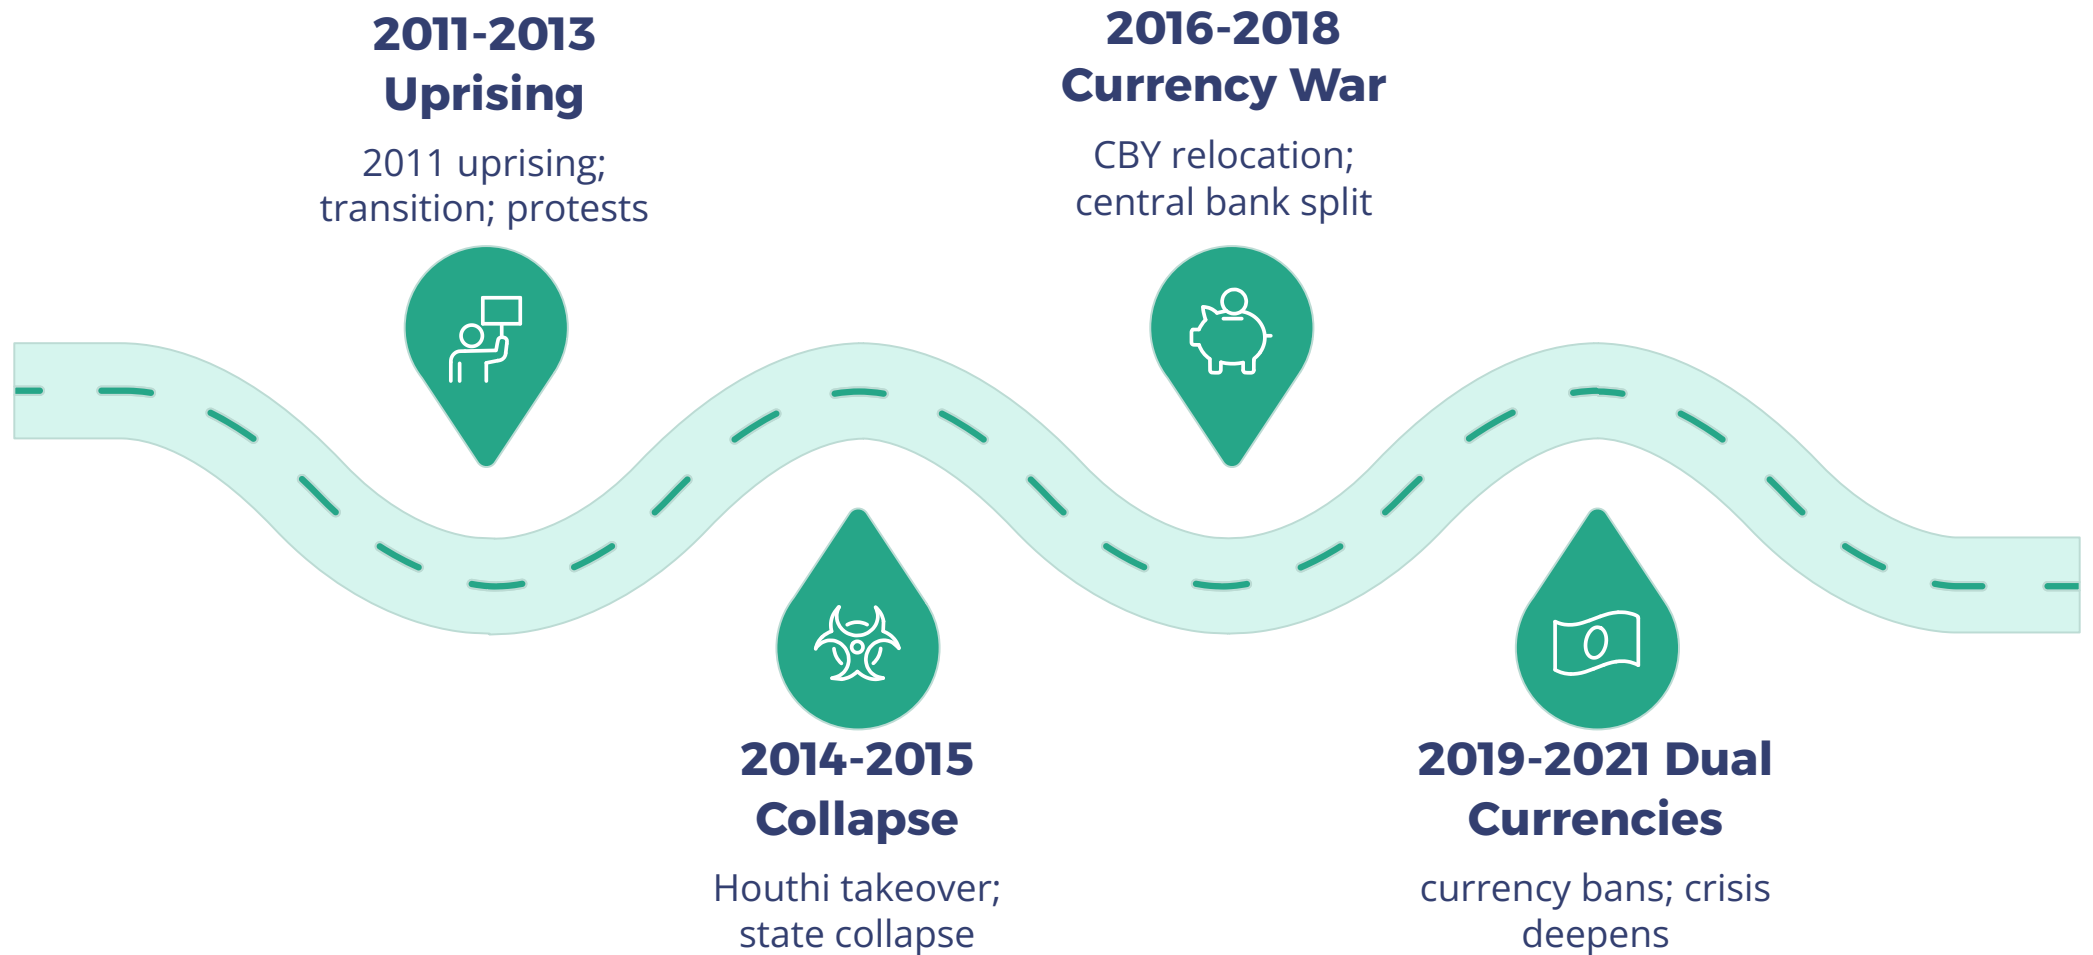 2011-2013
Uprising
2011 uprising;
transition; protests
2014-2015
Collapse
Houthi takeover;
state collapse
2016-2018
Currency War
CBY relocation;
central bank split
2019-2021 Dual
Currencies
currency bans; crisis
deepens